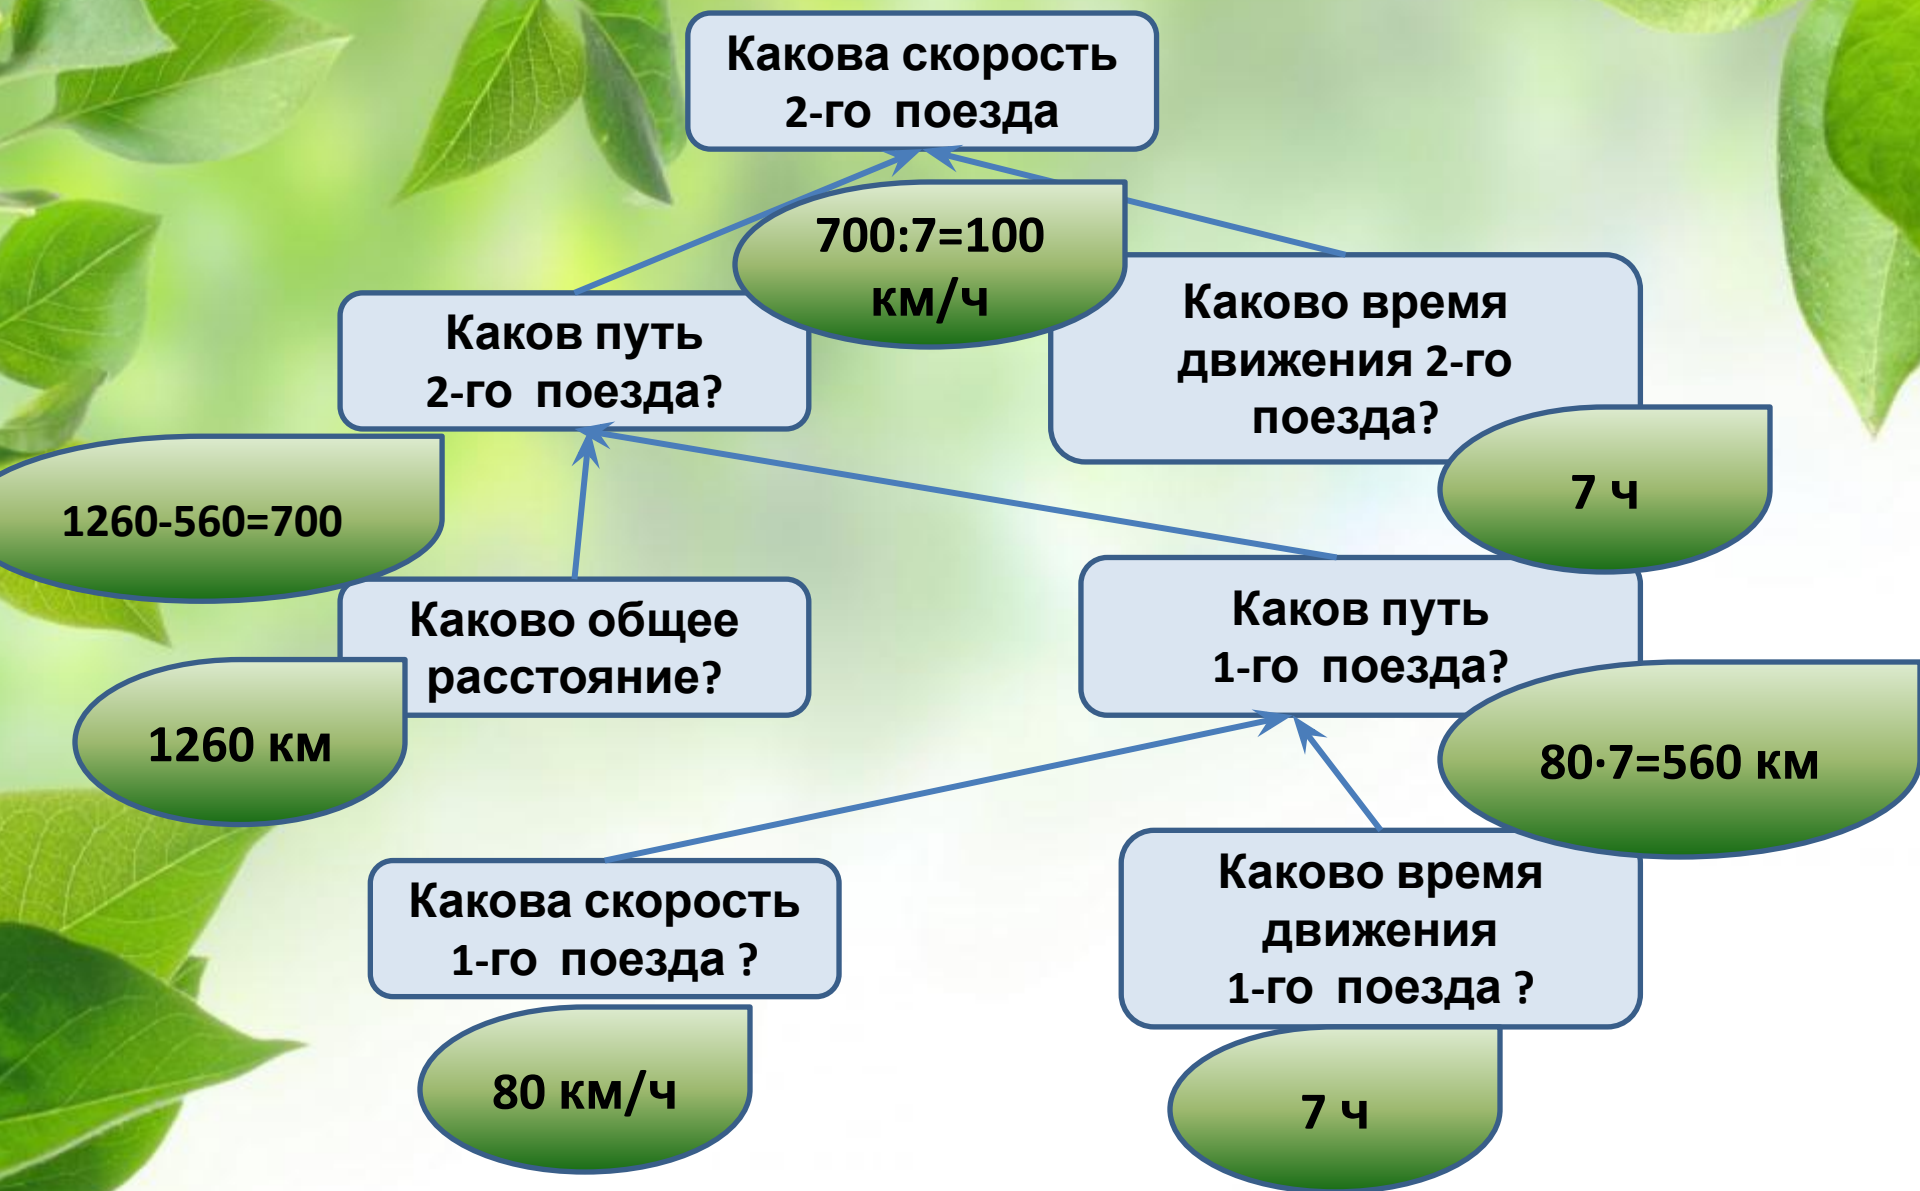 Какова скорость
2-го поезда
700:7=100
км/ч
Каков путь
2-го поезда?
Каково время
движения 2-го
поезда?
1260-560=700
7 ч
Каково общее
расстояние?
1260 км
Каков путь
1-го поезда?
80·7=560 км
Какова скорость
1-го поезда ?
80 км/ч
Каково время
движения
1-го поезда ?
7 ч